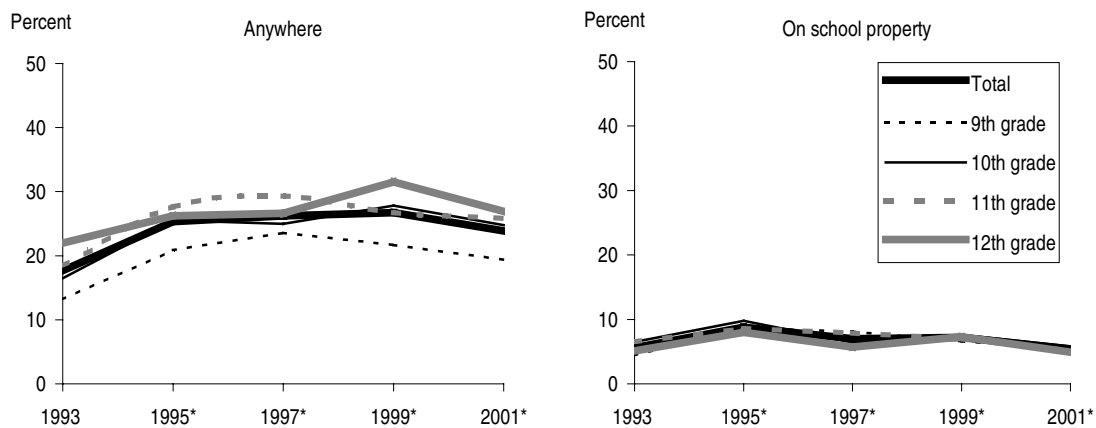 Percent
Anywhere
50
40
30
20
10
0
1993 1995* 1997* 1999* 2001*
Percent
On school property
50
40
30
20
10
0
1993 1995* 1997* 1999* 2001*
Total
9th grade
10th grade
11th grade
12th grade